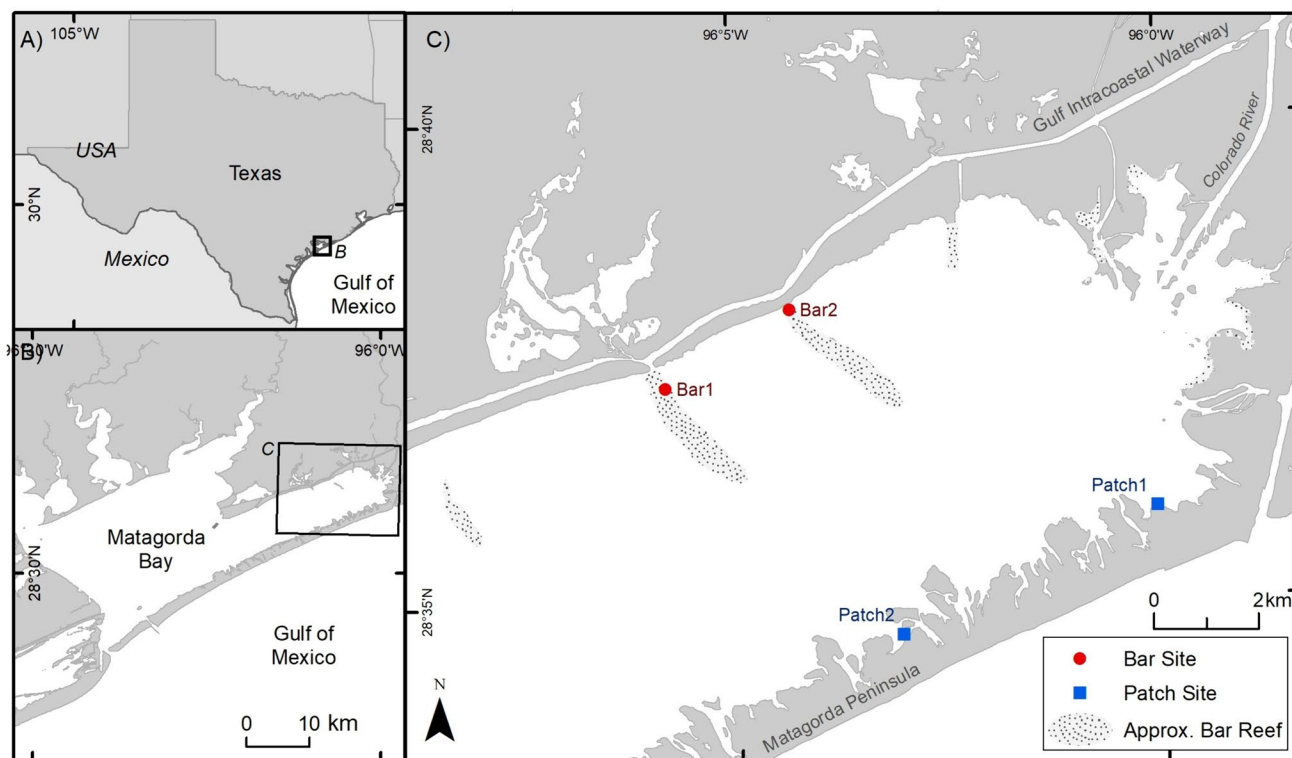 A)
105°W
USA
Texas
30°N
Mexico
B
Gulf of
Mexico
B)
96°0'W
C
Matagorda
Bay
28°30'N
Gulf of
Mexico
0 10 km
C)
96°5'W
96°0'W
28°40'N
Gulf Intracoastal Waterway
Colorado River
Bar2
Bar1
Patch1
28°35'N
Patch2
Matagorda Peninsula
N
0 2 km
Bar Site
Patch Site
Approx. Bar Reef